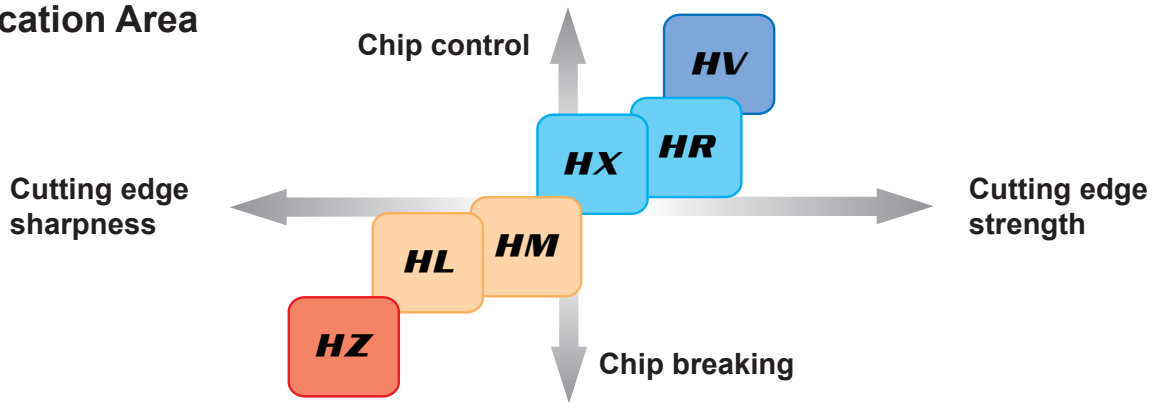 cation Area
Chip control
HV
HR
HX
Cutting edge
sharpness
Cutting edge
strength
HM
HL
HZ
Chip breaking